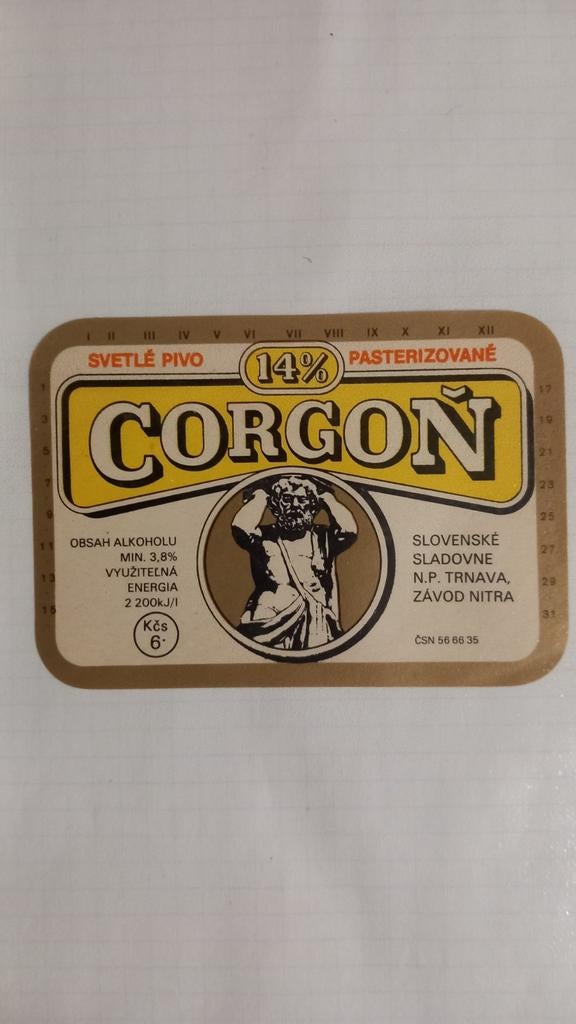 I II III IV V VI VII VIII IX X XI XII
SVETLÉ PIVO 14% PASTERIZOVANÉ
CORGOŇ
OBSAH ALKOHOLU
MIN. 3,8%
VYUŽITEĽNÁ
ENERGIA
2 200kJ/l
Kčs
6·
SLOVENSKÉ
SLADOVNE
N.P. TRNAVA,
ZÁVOD NITRA
ČSN 56 66 35
1
3
5
7
9
11
13
15
17
19
21
23
25
27
29
31